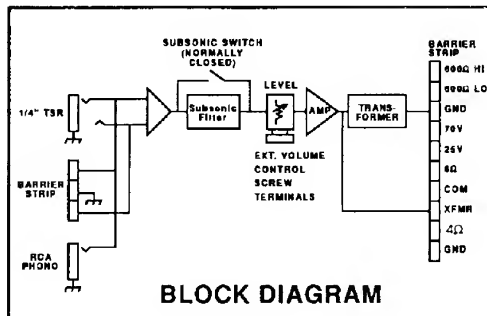 SUBSONIC SWITCH
(NORMALLY
CLOSED)
BARRIER
STRIP
1/4" TSR
Subsonic
Filter
LEVEL
AMP
TRANS-
FORMER
EXT. VOLUME
CONTROL
SCREW
TERMINALS
BARRIER
STRIP
RCA
PHONO
600Ω HI
600Ω LO
GND
70V
25V
8Ω
COM
XFMR
4Ω
GND
BLOCK DIAGRAM